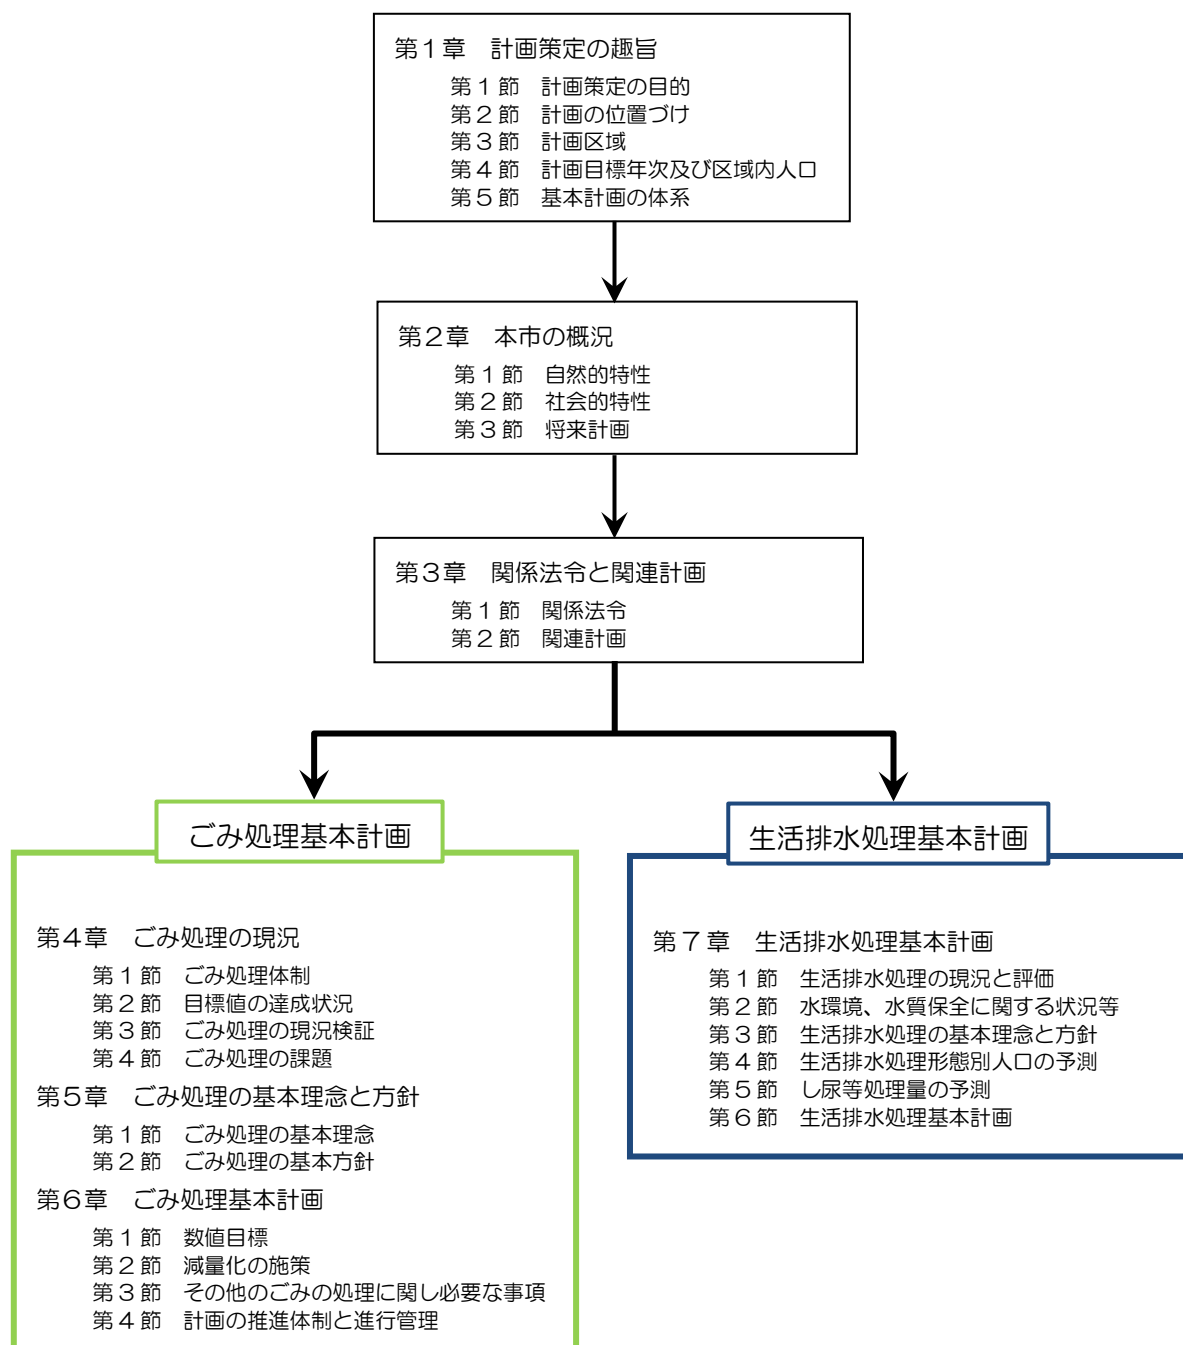 第1章　計画策定の趣旨
第1節　計画策定の目的
第2節　計画の位置づけ
第3節　計画区域
第4節　計画目標年次及び区域内人口
第5節　基本計画の体系
第2章　本市の概況
第1節　自然的特性
第2節　社会的特性
第3節　将来計画
第3章　関係法令と関連計画
第1節　関係法令
第2節　関連計画
ごみ処理基本計画
第4章　ごみ処理の現況
第1節　ごみ処理体制
第2節　目標値の達成状況
第3節　ごみ処理の現況検証
第4節　ごみ処理の課題
第5章　ごみ処理の基本理念と方針
第1節　ごみ処理の基本理念
第2節　ごみ処理の基本方針
第6章　ごみ処理基本計画
第1節　数値目標
第2節　減量化の施策
第3節　その他のごみの処理に関し必要な事項
第4節　計画の推進体制と進行管理
生活排水処理基本計画
第7章　生活排水処理基本計画
第1節　生活排水処理の現況と評価
第2節　水環境、水質保全に関する状況等
第3節　生活排水処理の基本理念と方針
第4節　生活排水処理形態別人口の予測
第5節　し尿等処理量の予測
第6節　生活排水処理基本計画